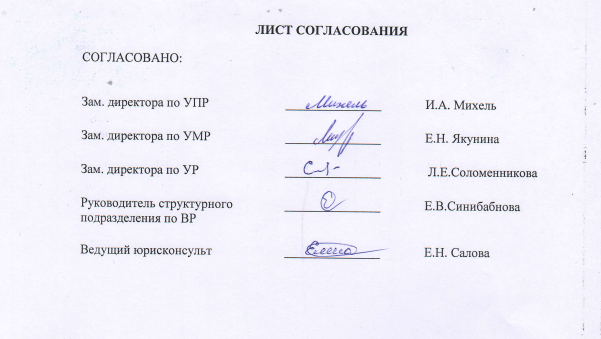 ЛИСТ СОГЛАСОВАНИЯ
СОГЛАСОВАНО:
Зам. директора по УПР Михель И.А. Михель
Зам. директора по УМР Е.Н. Якунина
Зам. директора по УР Л.Е.Соломенникова
Руководитель структурного
подразделения по ВР Е.В.Синибабнова
Ведущий юрисконсульт Е.Н. Салова